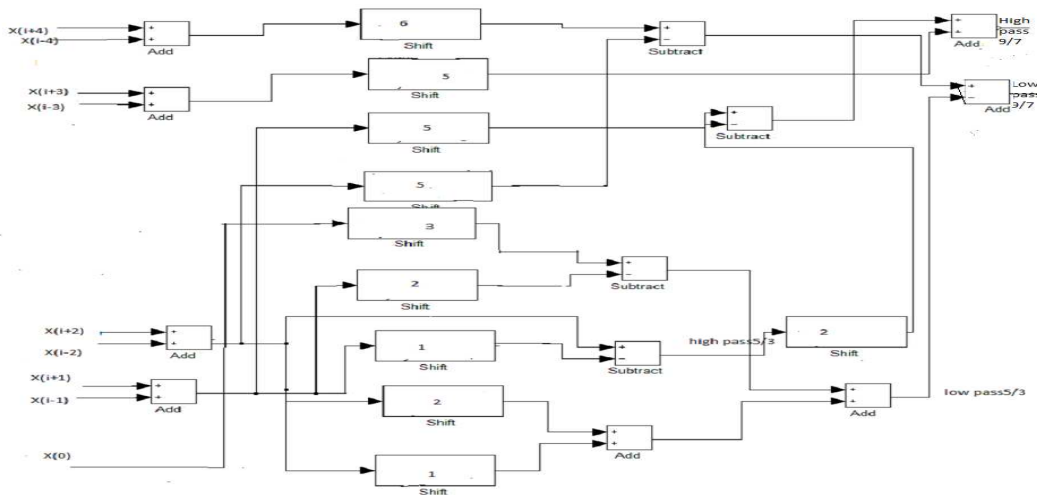 X(i+4)
X(i-4)
Add
6
Shift
Subtract
Add
High pass 9/7
X(i+3)
X(i-3)
Add
5
Shift
Add
Low pass 9/7
5
Shift
Subtract
5
Shift
3
Shift
2
Shift
Subtract
X(i+2)
X(i-2)
Add
1
Shift
Subtract
high pass5/3
2
Shift
X(i+1)
X(i-1)
Add
2
Shift
Add
low pass5/3
Add
X(0)
1
Shift